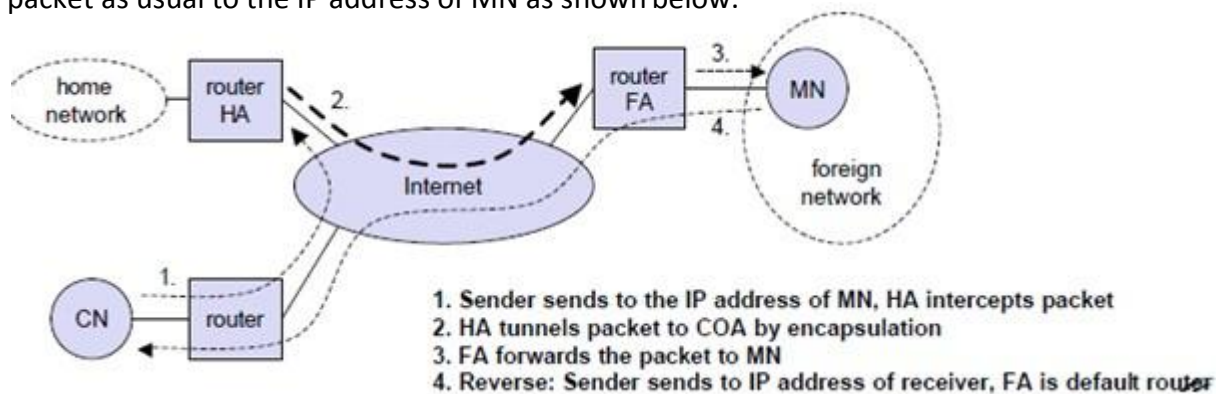 packet as usual to the IP address of MN as shown below:
home
network
router
HA
2.
router
FA
3.
MN
4.
foreign
network
Internet
1.
CN
router
1. Sender sends to the IP address of MN, HA intercepts packet
2. HA tunnels packet to COA by encapsulation
3. FA forwards the packet to MN
4. Reverse: Sender sends to IP address of receiver, FA is default router